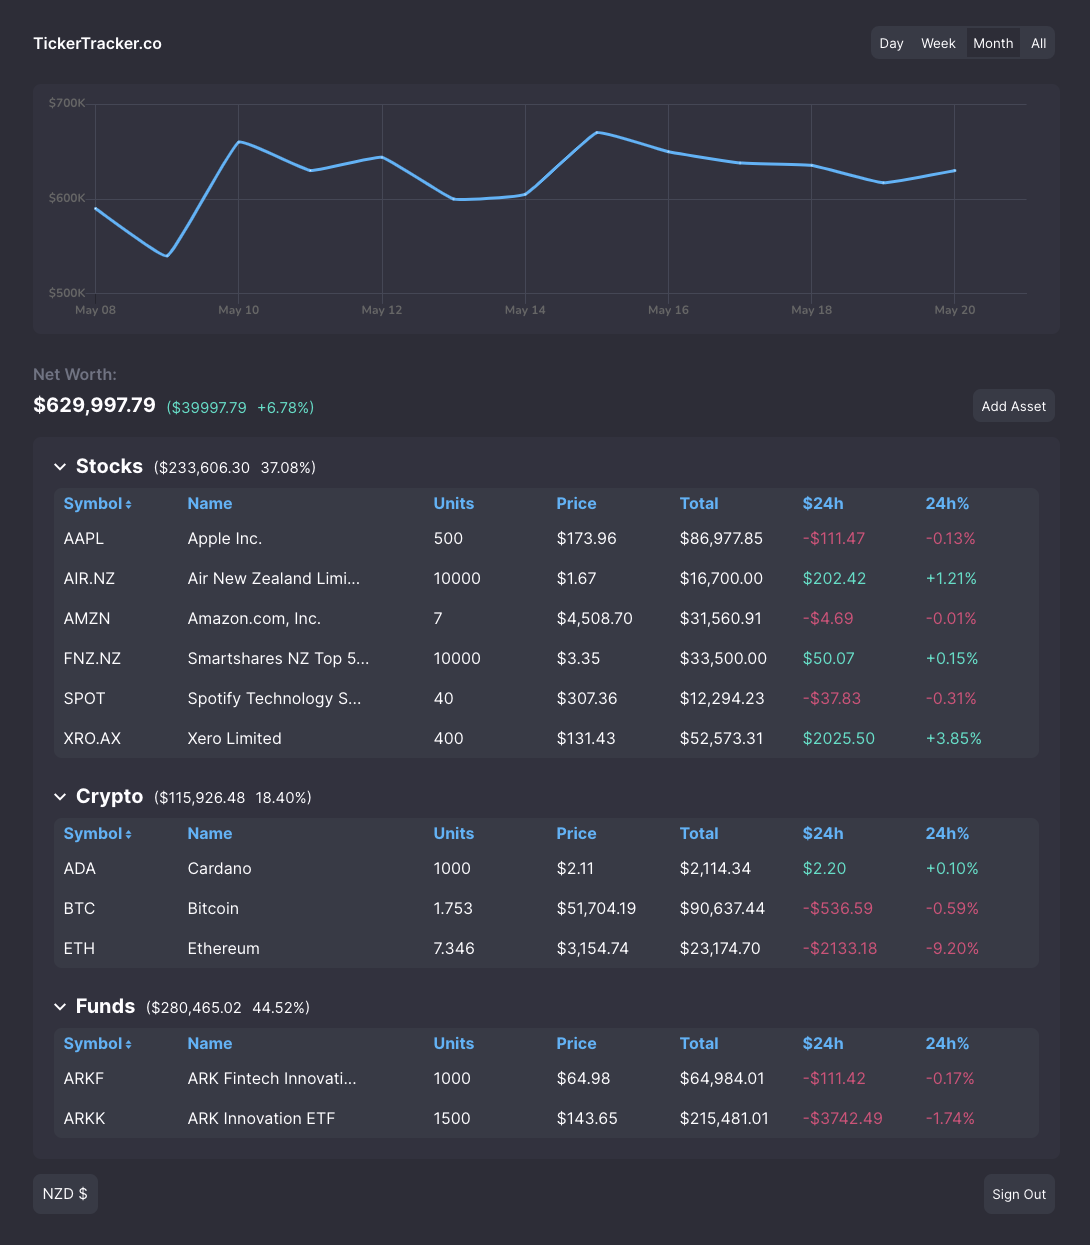 TickerTracker.co
Day Week Month All
$700K
$600K
$500K
May 08 May 10 May 12 May 14 May 16 May 18 May 20
Net Worth:
$629,997.79 ($39997.79 +6.78%)
Add Asset
Stocks ($233,606.30 37.08%)
Symbol Name Units Price Total $24h 24h%
AAPL Apple Inc. 500 $173.96 $86,977.85 -$111.47 -0.13%
AIR.NZ Air New Zealand Limi... 10000 $1.67 $16,700.00 $202.42 +1.21%
AMZN Amazon.com, Inc. 7 $4,508.70 $31,560.91 -$4.69 -0.01%
FNZ.NZ Smartshares NZ Top 5... 10000 $3.35 $33,500.00 $50.07 +0.15%
SPOT Spotify Technology S... 40 $307.36 $12,294.23 -$37.83 -0.31%
XRO.AX Xero Limited 400 $131.43 $52,573.31 $2025.50 +3.85%
Crypto ($115,926.48 18.40%)
Symbol Name Units Price Total $24h 24h%
ADA Cardano 1000 $2.11 $2,114.34 $2.20 +0.10%
BTC Bitcoin 1.753 $51,704.19 $90,637.44 -$536.59 -0.59%
ETH Ethereum 7.346 $3,154.74 $23,174.70 -$2133.18 -9.20%
Funds ($280,465.02 44.52%)
Symbol Name Units Price Total $24h 24h%
ARKF ARK Fintech Innovati... 1000 $64.98 $64,984.01 -$111.42 -0.17%
ARKK ARK Innovation ETF 1500 $143.65 $215,481.01 -$3742.49 -1.74%
NZD $
Sign Out